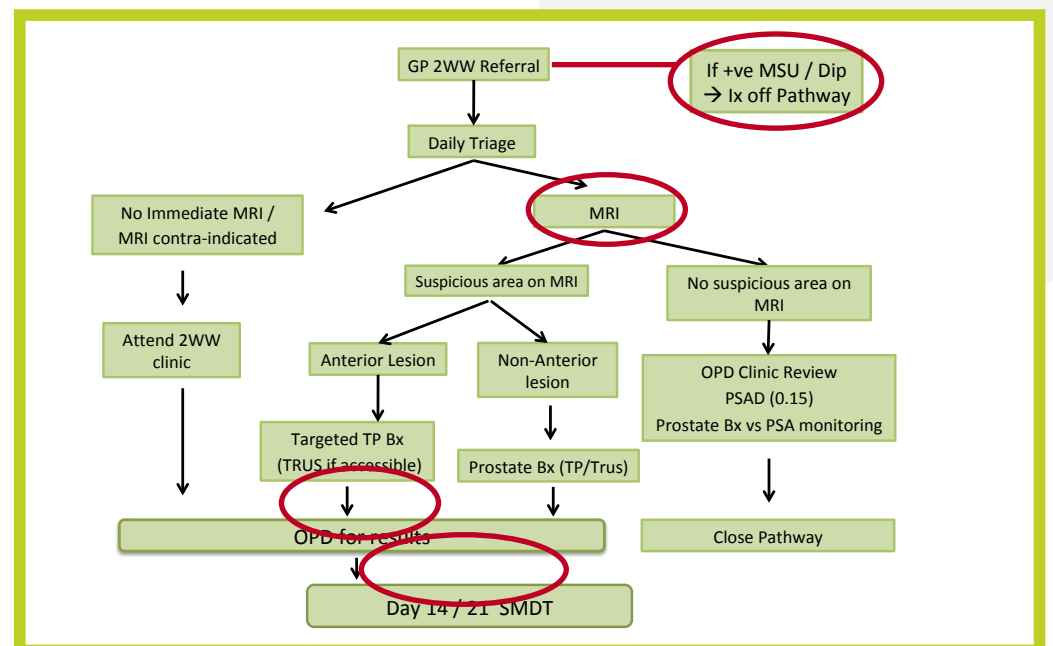 GP 2WW Referral
If +ve MSU / Dip
→ Ix off Pathway
Daily Triage
No Immediate MRI /
MRI contra-indicated
MRI
Suspicious area on MRI
No suspicious area on
MRI
Attend 2WW
clinic
Anterior Lesion
Non-Anterior
lesion
OPD Clinic Review
PSAD (0.15)
Prostate Bx vs PSA monitoring
Targeted TP Bx
(TRUS if accessible)
Prostate Bx (TP/Trus)
OPD for results
Close Pathway
Day 14 / 21 SMDT